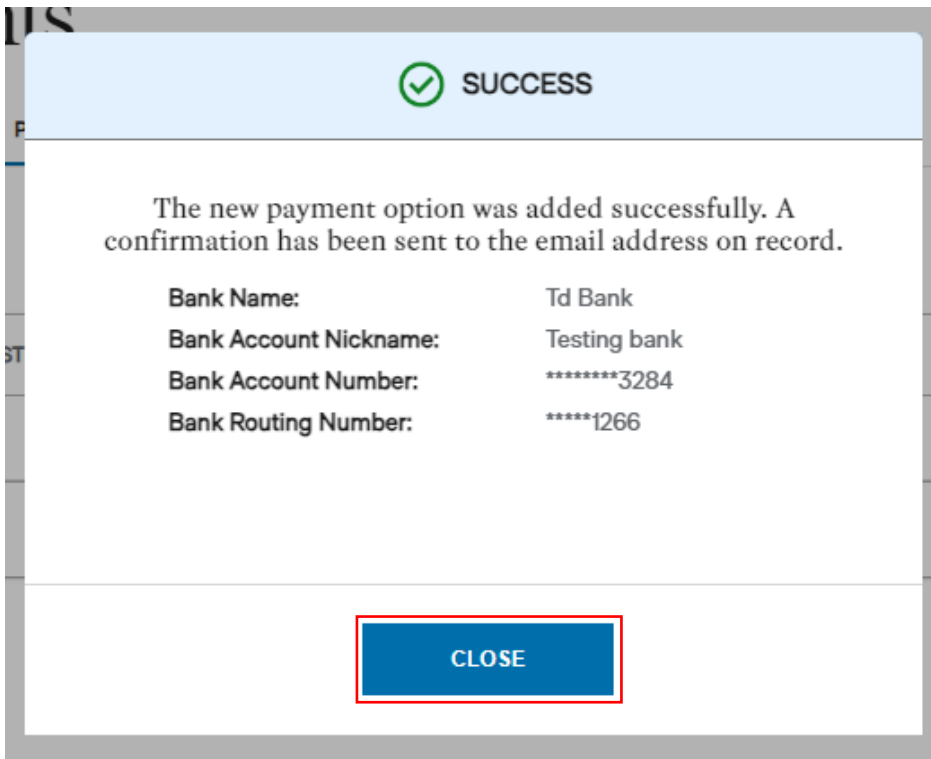 SUCCESS
The new payment option was added successfully. A
confirmation has been sent to the email address on record.
Bank Name: Td Bank
Bank Account Nickname: Testing bank
Bank Account Number: ********3284
Bank Routing Number: *****1266
CLOSE